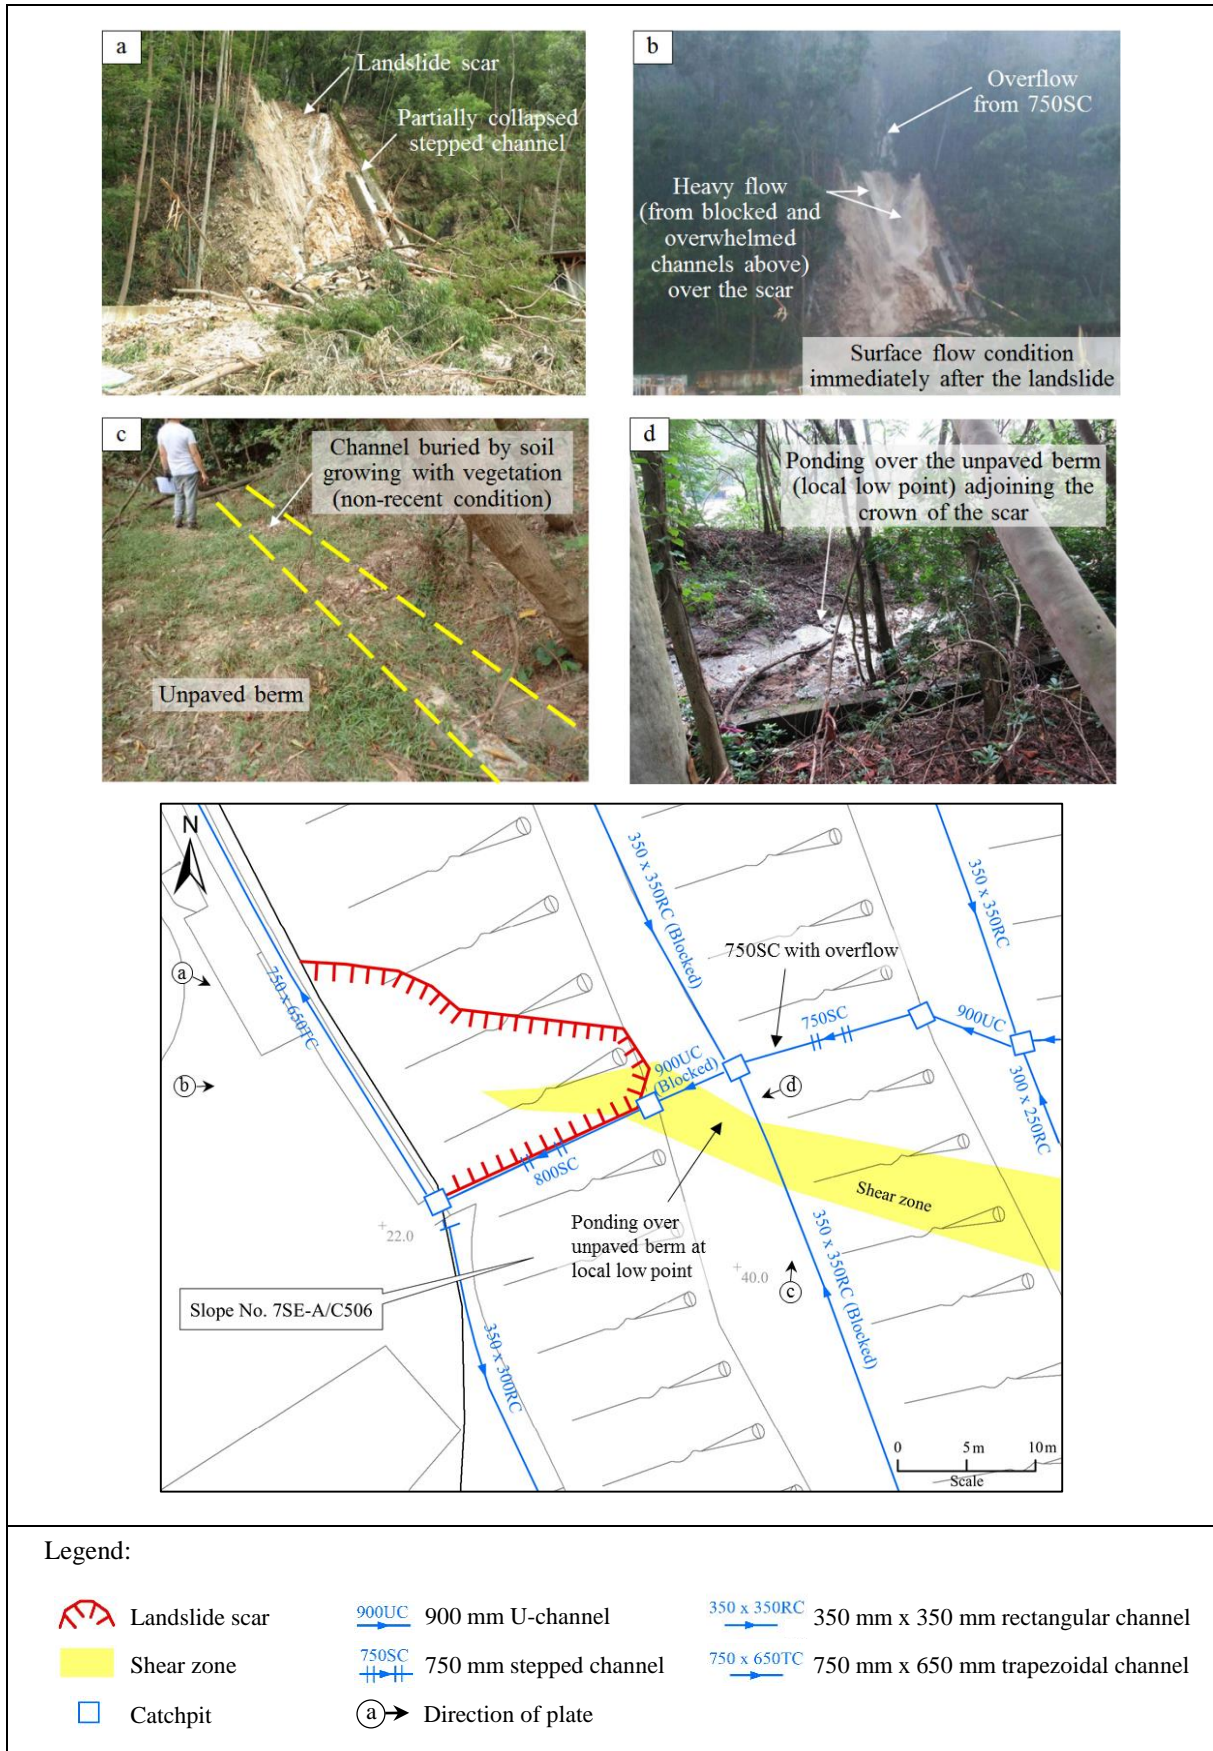 a
Landslide scar
Partially collapsed
stepped channel
b
Overflow
from 750SC
Heavy flow
(from blocked and
overwhelmed
channels above)
over the scar
Surface flow condition
immediately after the landslide
c
Channel buried by soil
growing with vegetation
(non-recent condition)
Unpaved berm
d
Ponding over the unpaved berm
(local low point) adjoining the
crown of the scar
N
350 x 350RC (Blocked)
350 x 350RC
750SC with overflow
a
750 x 650TC
750SC
900UC
900UC
(Blocked)
b
d
300 x 250RC
800SC
Shear zone
22.0
Ponding over
unpaved berm at
local low point
350 x 350RC (Blocked)
40.0
c
Slope No. 7SE-A/C506
350 x 300RC
0 5 m 10m
Scale
Legend:
Landslide scar
900UC
900 mm U-channel
350 x 350RC
350 mm x 350 mm rectangular channel
Shear zone
750SC
750 mm stepped channel
750 x 650TC
750 mm x 650 mm trapezoidal channel
Catchpit
a
Direction of plate